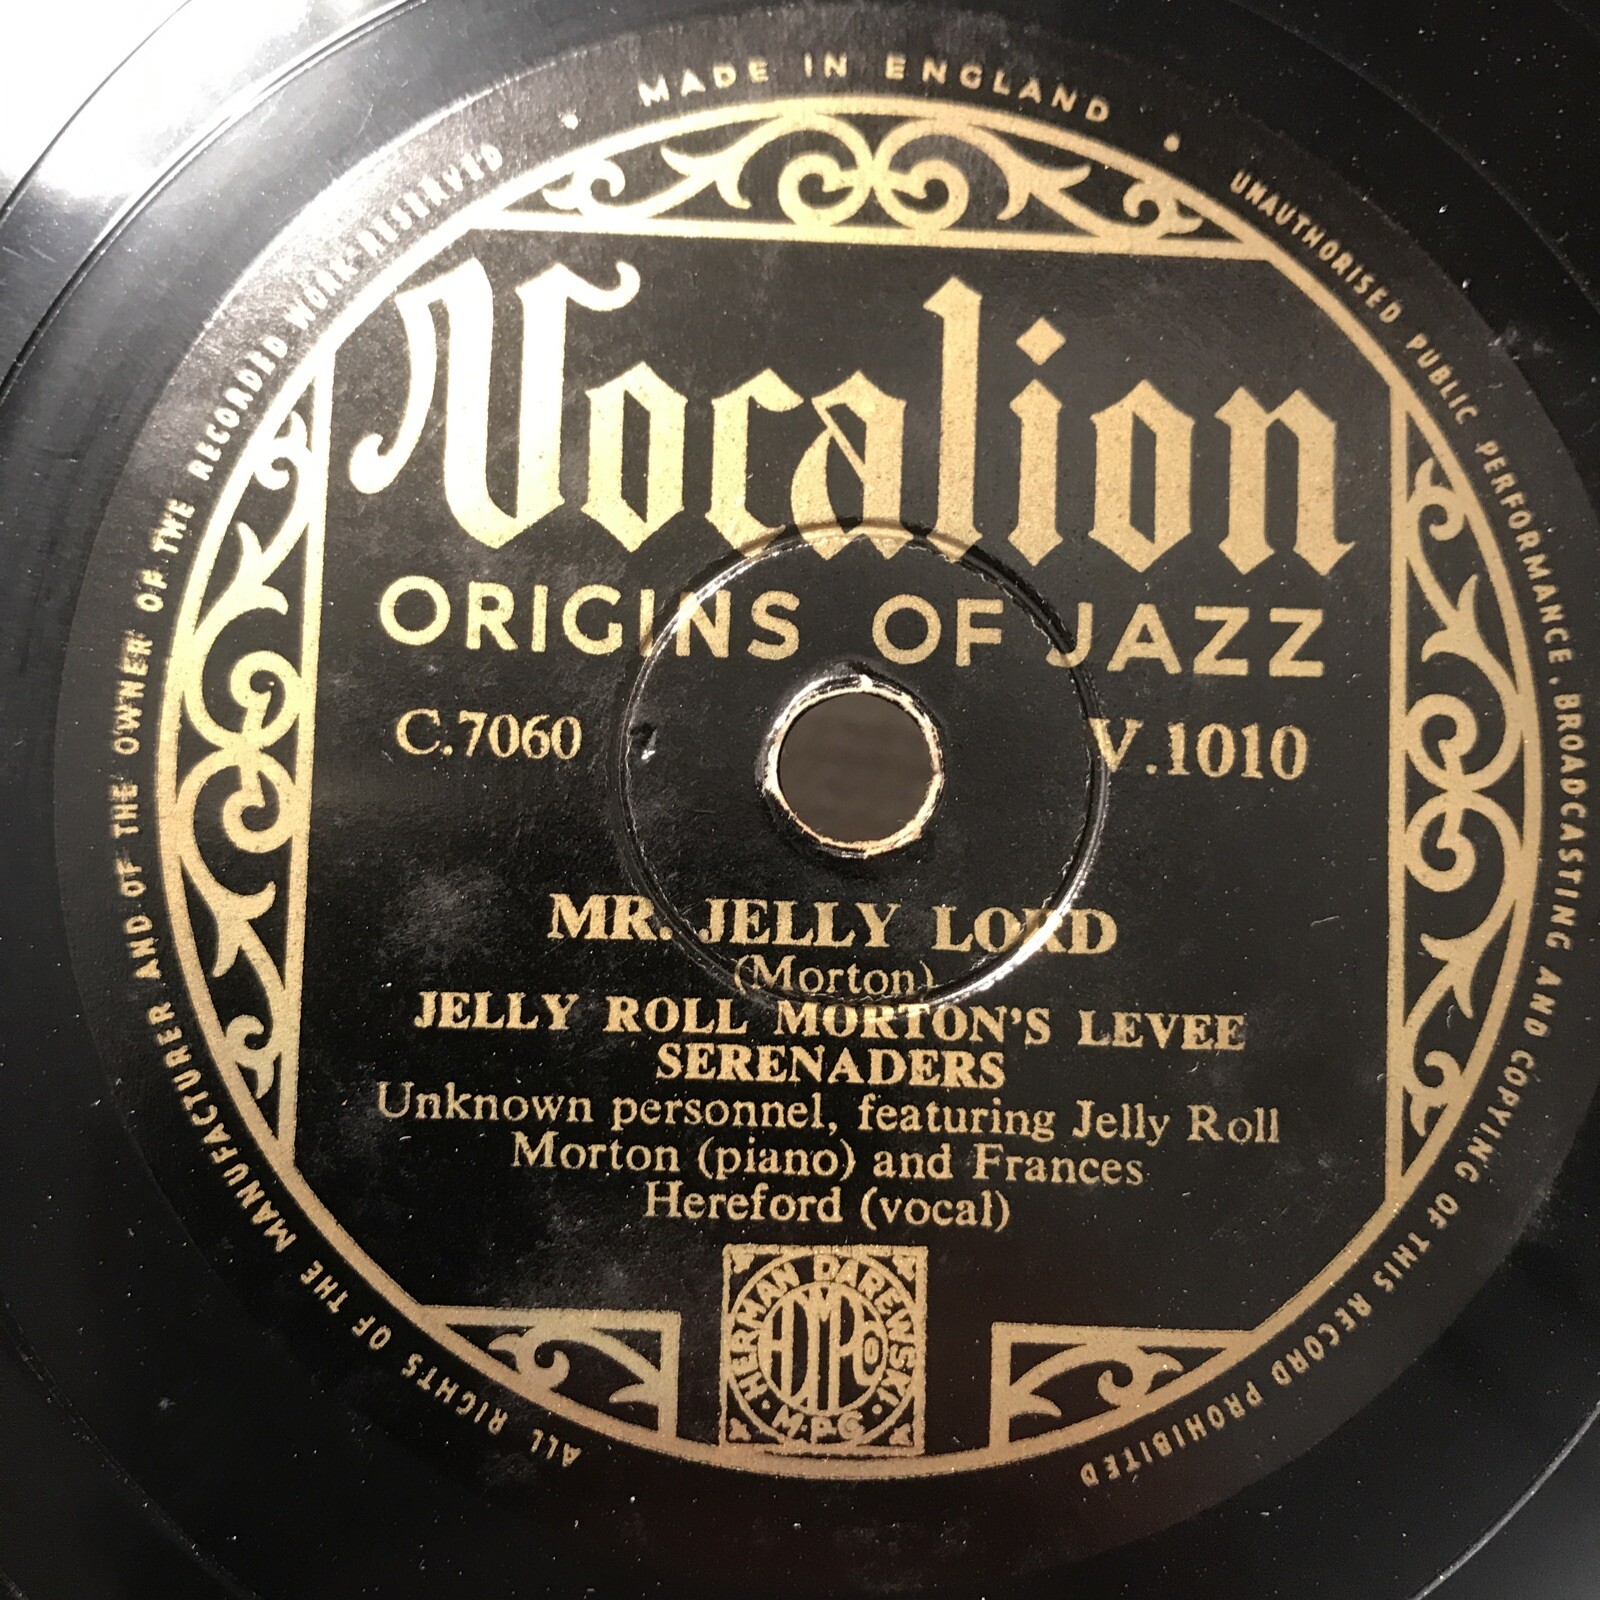 MADE IN ENGLAND
UNAUTHORISED PUBLIC PERFORMANCE, BROADCASTING AND COPYING OF THIS RECORD PROHIBITED
ALL RIGHTS OF THE MANUFACTURER AND OF THE OWNER OF THE RECORDED WORK RESERVED
Vocalion
ORIGINS OF JAZZ
C.7060 V.1010
MR. JELLY LORD
(Morton)
JELLY ROLL MORTON'S LEVEE
SERENADERS
Unknown personnel, featuring Jelly Roll
Morton (piano) and Frances
Hereford (vocal)
HERMAN DAREWSKI
M.P.C.